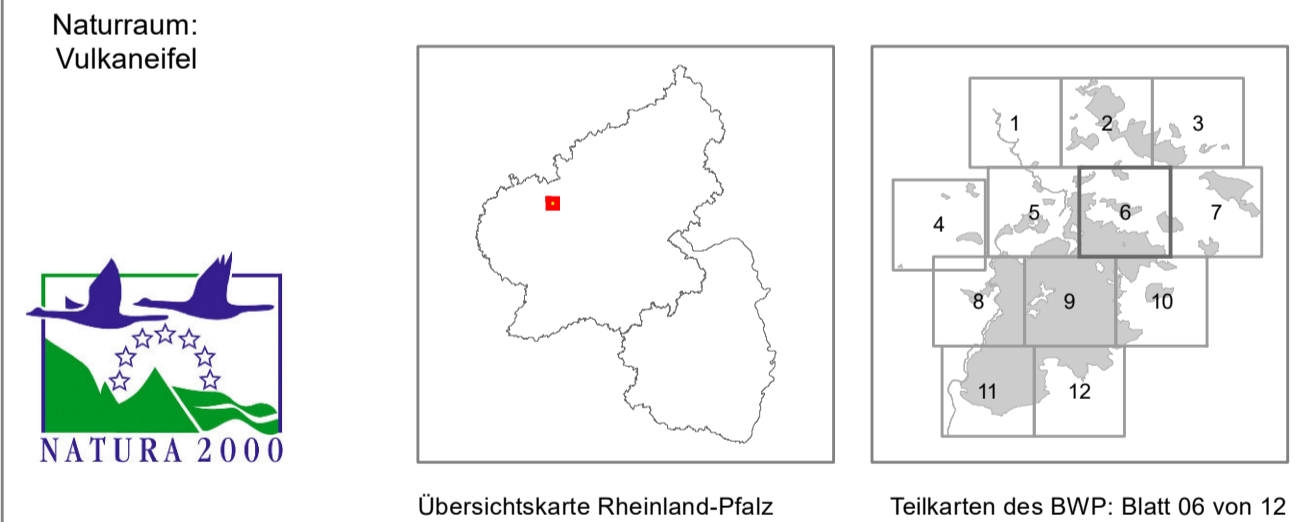 Naturraum:
Vulkaneifel
NATURA 2000
Übersichtskarte Rheinland-Pfalz
1
2
3
4
5
6
7
8
9
10
11
12
Teilkarten des BWP: Blatt 06 von 12